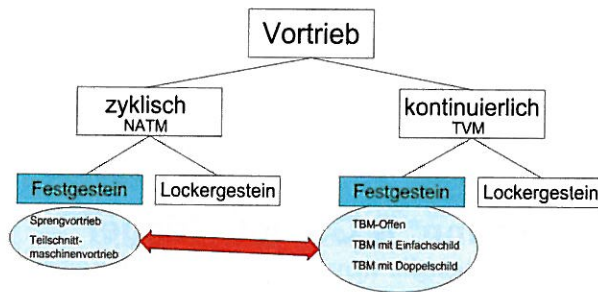 Vortrieb
zyklisch
NATM
kontinuierlich
TVM
Festgestein
Lockergestein
Festgestein
Lockergestein
Sprengvortrieb
Teilschnitt-
maschinenvortrieb
TBM-Offen
TBM mit Einfachschild
TBM mit Doppelschild